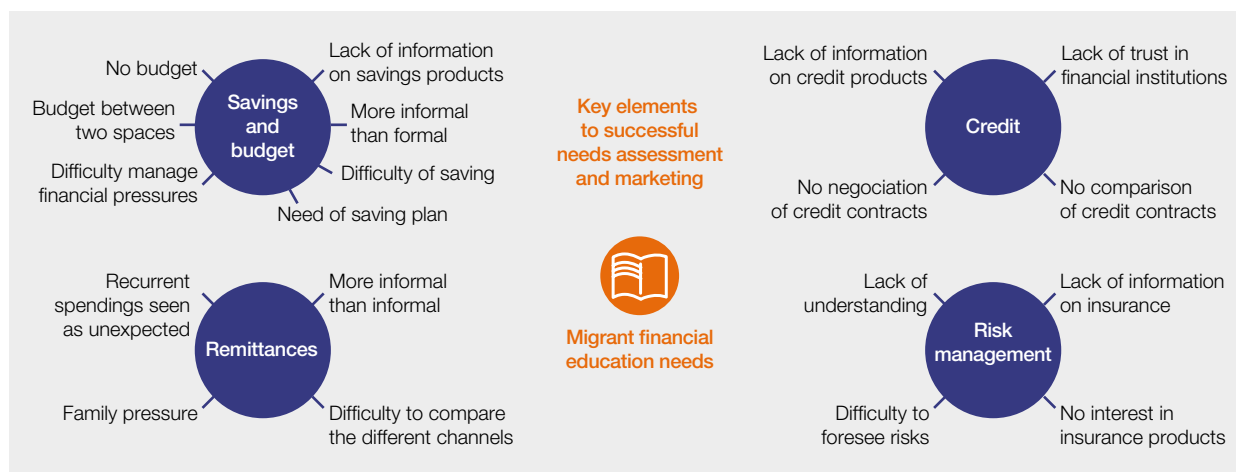 No budget
Budget between
two spaces
Difficulty manage
financial pressures
Savings
and
budget
Lack of information
on savings products
More informal
than formal
Difficulty of saving
Need of saving plan
Key elements
to successful
needs assessment
and marketing
Lack of information
on credit products
Lack of trust in
financial institutions
Credit
No negociation
of credit contracts
No comparison
of credit contracts
Recurrent
spendings seen
as unexpected
More informal
than informal
Remittances
Family pressure
Difficulty to compare
the different channels
Migrant financial
education needs
Lack of
understanding
Lack of information
on insurance
Risk
management
Difficulty to
foresee risks
No interest in
insurance products